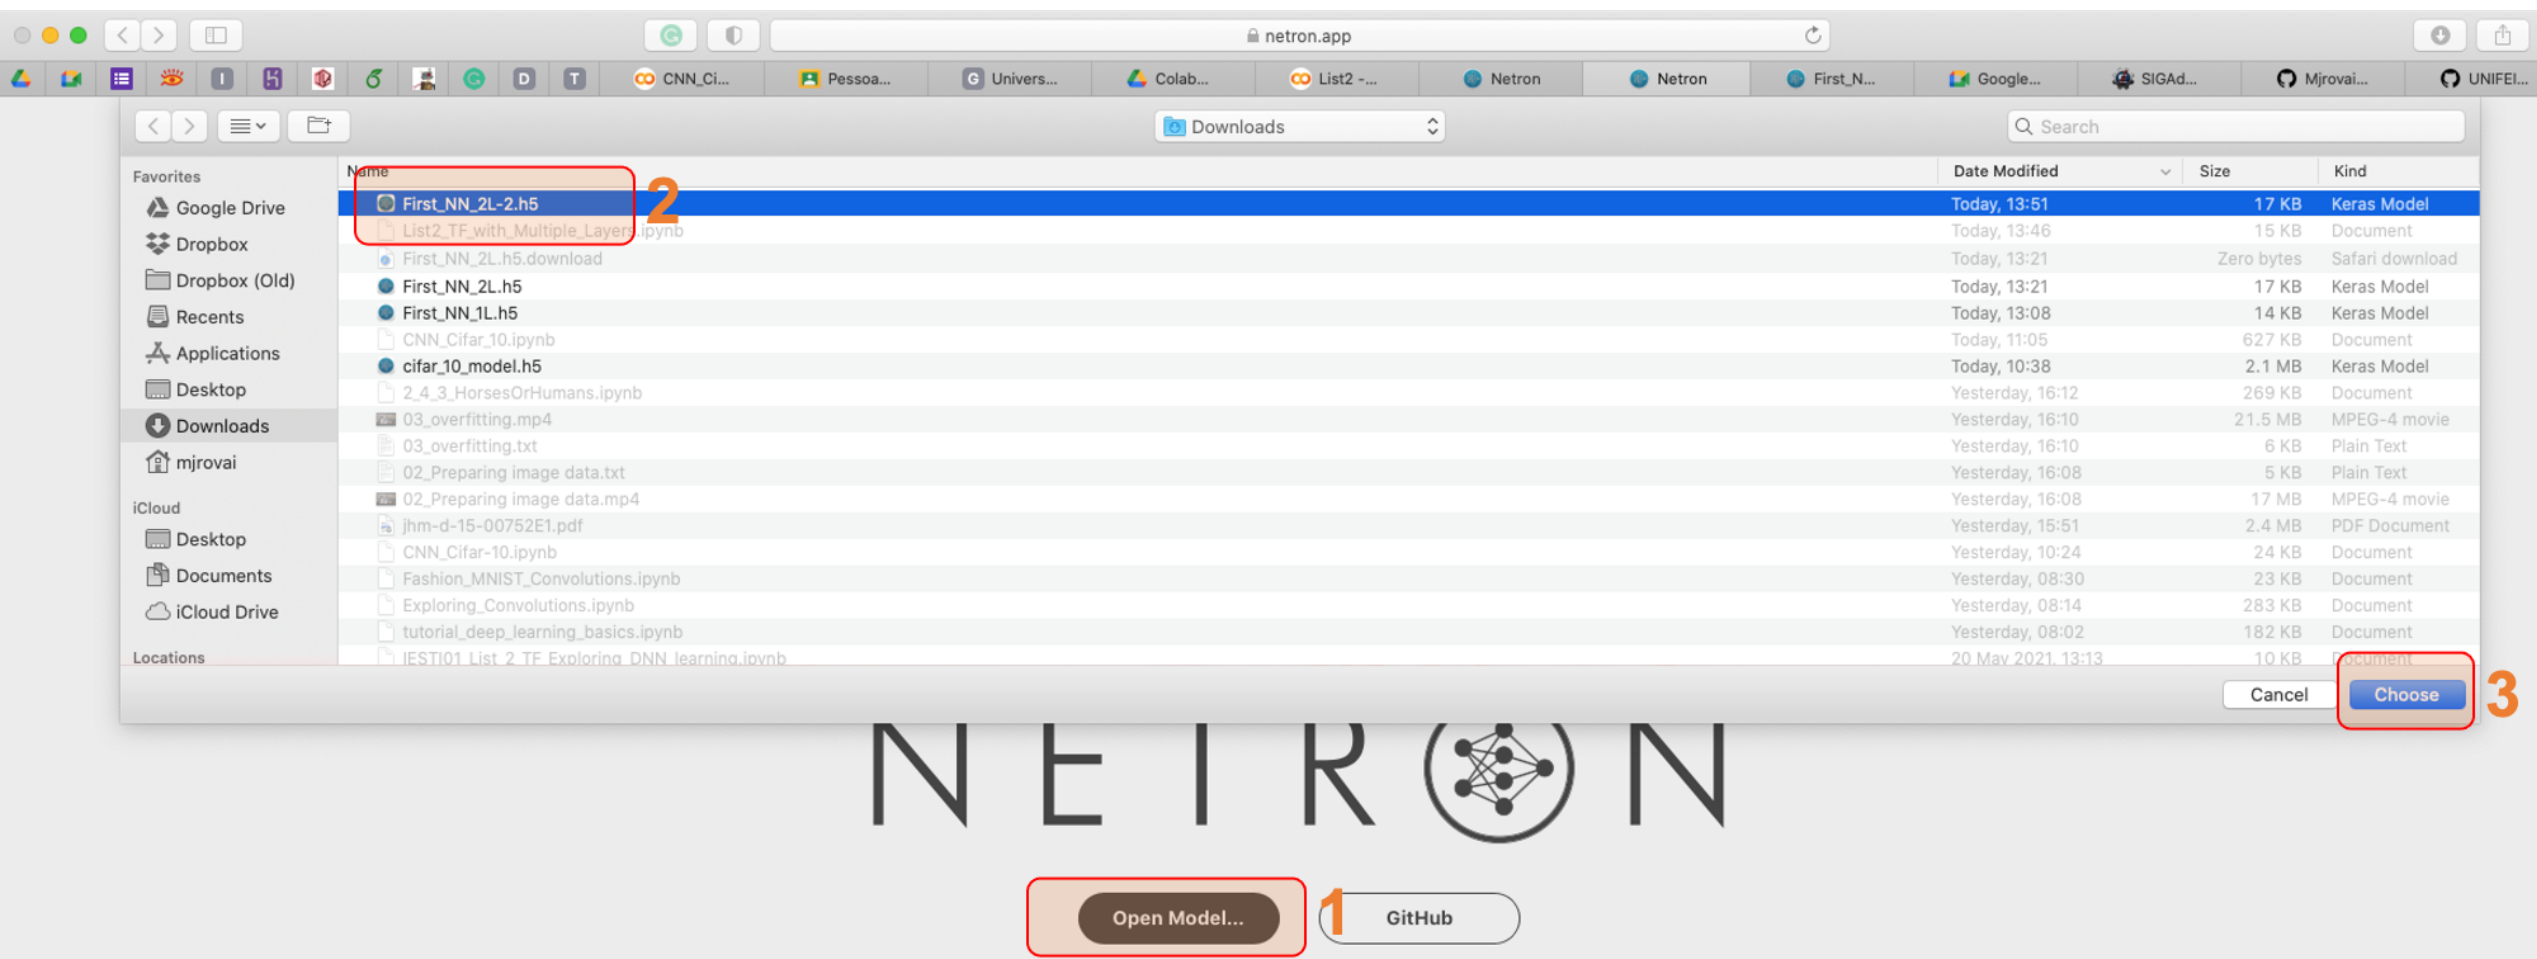 netron.app
I
D
T
CNN_Ci...
Pessoa...
G Univers...
Colab...
List2 -...
Netron
Netron
First_N...
Google...
SIGAd...
Mjrovai...
UNIFEI...
Downloads
Search
Favorites
Google Drive
Dropbox
Dropbox (Old)
Recents
Applications
Desktop
Downloads
mjrovai
iCloud
Desktop
Documents
iCloud Drive
Locations
Name Date Modified Size Kind
First_NN_2L-2.h5 Today, 13:51 17 KB Keras Model
2
List2_TF_with_Multiple_Layers.ipynb Today, 13:46 15 KB Document
First_NN_2L.h5.download Today, 13:21 Zero bytes Safari download
First_NN_2L.h5 Today, 13:21 17 KB Keras Model
First_NN_1L.h5 Today, 13:08 14 KB Keras Model
CNN_Cifar_10.ipynb Today, 11:05 627 KB Document
cifar_10_model.h5 Today, 10:38 2.1 MB Keras Model
2_4_3_HorsesOrHumans.ipynb Yesterday, 16:12 269 KB Document
03_overfitting.mp4 Yesterday, 16:10 21.5 MB MPEG-4 movie
03_overfitting.txt Yesterday, 16:10 6 KB Plain Text
02_Preparing image data.txt Yesterday, 16:08 5 KB Plain Text
02_Preparing image data.mp4 Yesterday, 16:08 17 MB MPEG-4 movie
jhm-d-15-00752E1.pdf Yesterday, 15:51 2.4 MB PDF Document
CNN_Cifar-10.ipynb Yesterday, 10:24 24 KB Document
Fashion_MNIST_Convolutions.ipynb Yesterday, 08:30 23 KB Document
Exploring_Convolutions.ipynb Yesterday, 08:14 283 KB Document
tutorial_deep_learning_basics.ipynb Yesterday, 08:02 182 KB Document
IESTI01_List_2_TF_Exploring_DNN_learning.ipynb 20 May 2021, 13:13 10 KB Document
Cancel
Choose
3
NETRON
Open Model...
1
GitHub